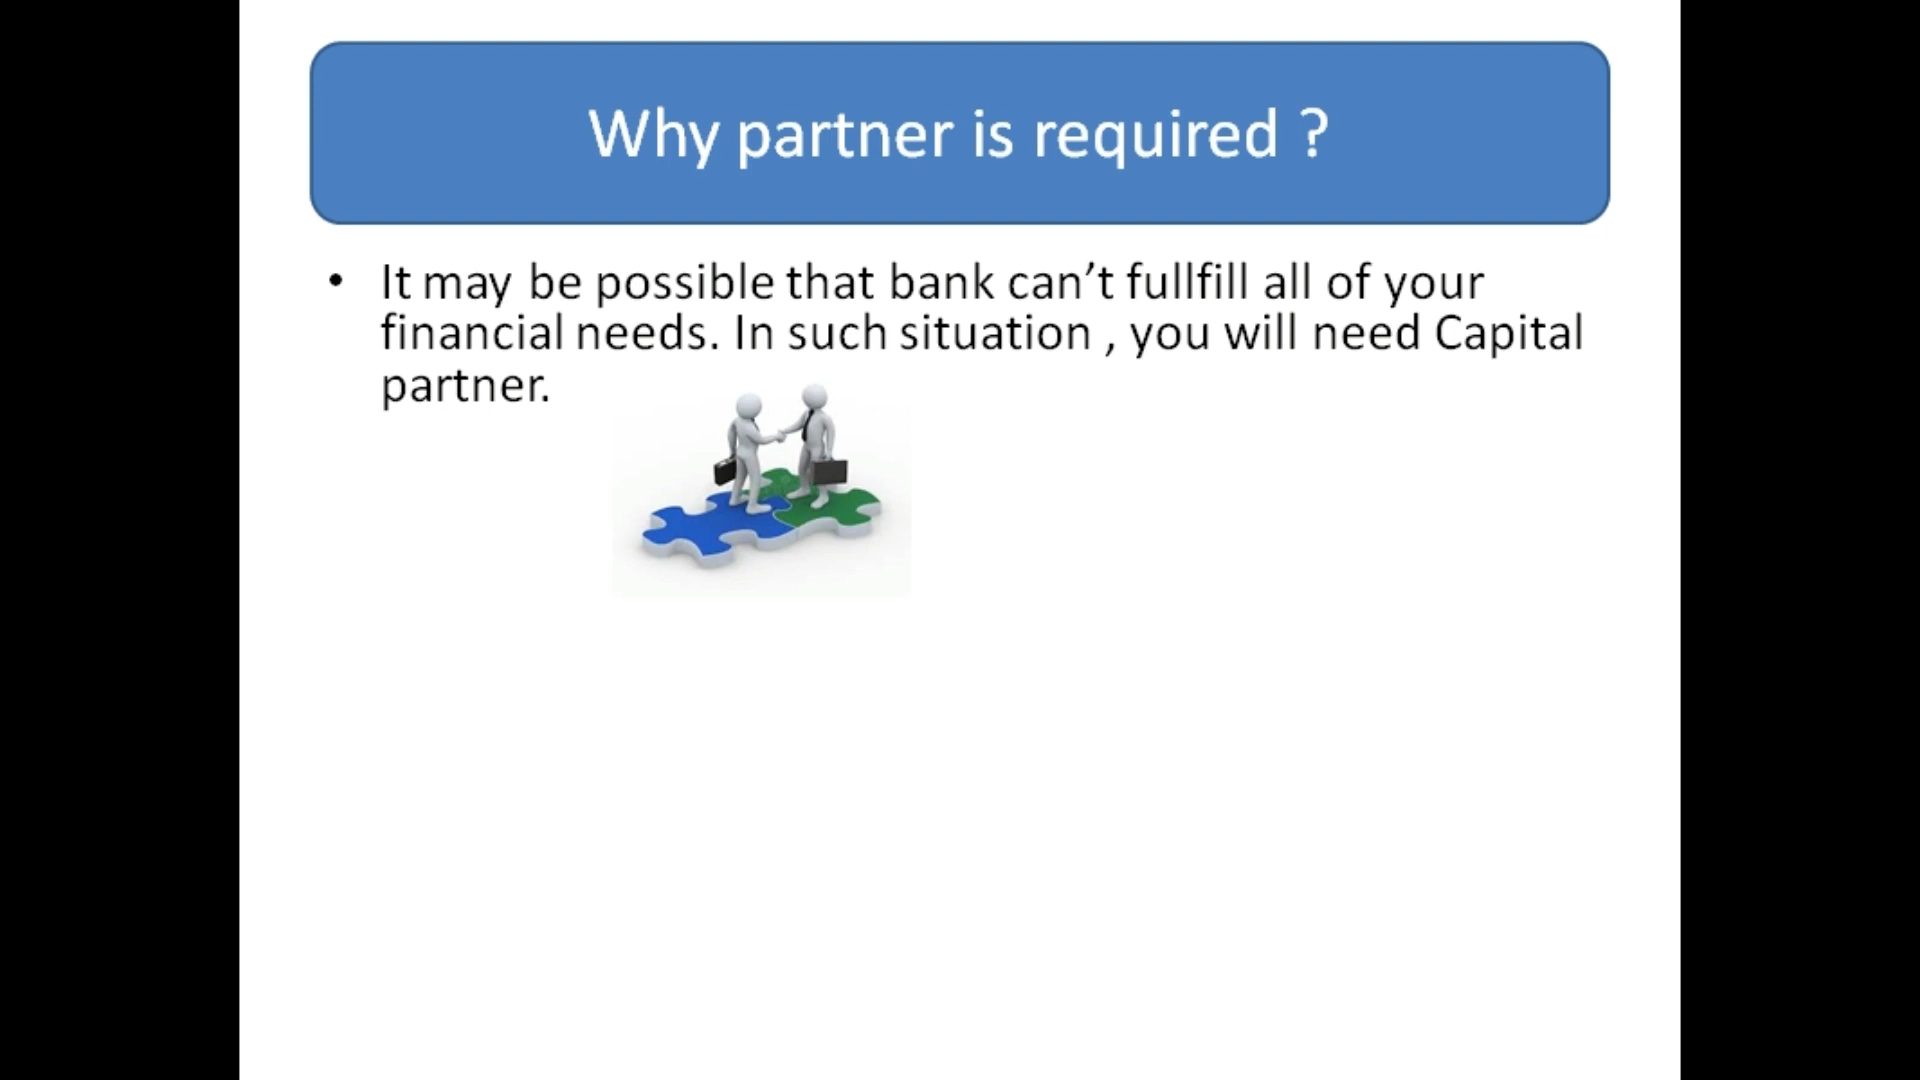 Why partner is required ?
• It may be possible that bank can’t fullfill all of your
financial needs. In such situation , you will need Capital
partner.